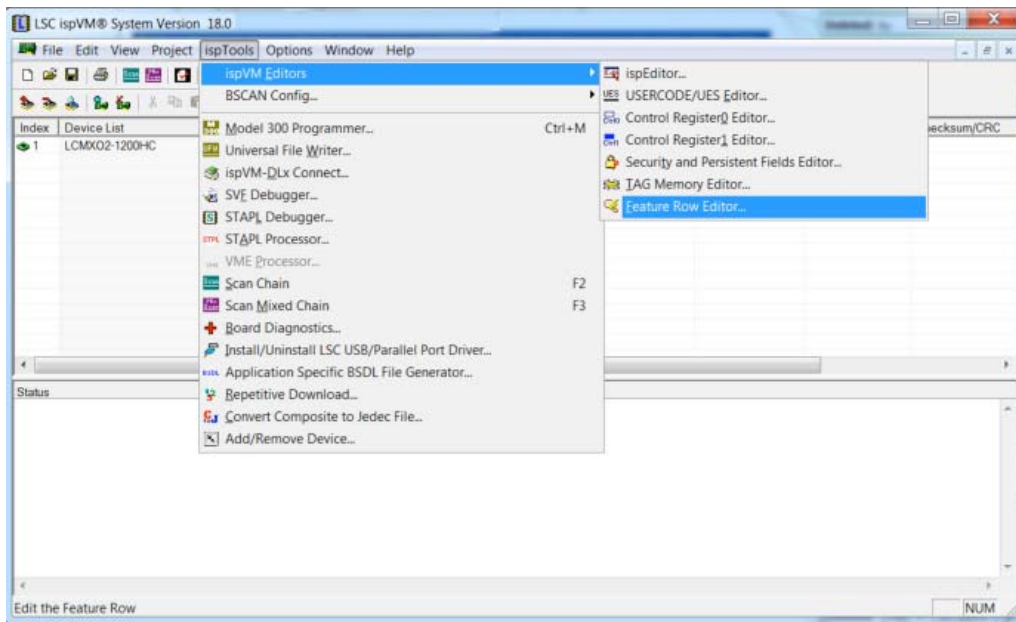 LSC ispVM® System Version 18.0
File Edit View Project ispTools Options Window Help
Index Device List
1 LCMXO2-1200HC
ispVM Editors
BSCAN Config...
Model 300 Programmer... Ctrl+M
Universal File Writer...
ispVM-DLx Connect...
SVF Debugger...
STAPL Debugger...
STAPL Processor...
VME Processor...
Scan Chain F2
Scan Mixed Chain F3
Board Diagnostics...
Install/Uninstall LSC USB/Parallel Port Driver...
Application Specific BSDL File Generator...
Repetitive Download...
Convert Composite to Jedec File...
Add/Remove Device...
ispEditor...
UES USERCODE/UES Editor...
Control Register0 Editor...
Control Register1 Editor...
Security and Persistent Fields Editor...
TAG Memory Editor...
Feature Row Editor...
ecksum/CRC
Status
Edit the Feature Row
NUM